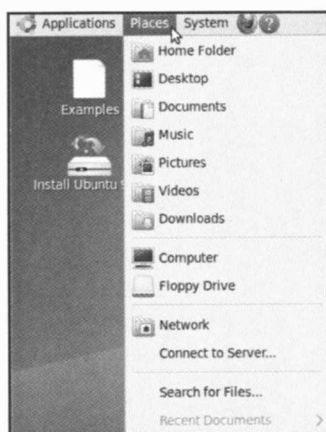 Applications Places System
Home Folder
Desktop
Documents
Examples
Music
Pictures
Install Ubuntu
Videos
Downloads
Computer
Floppy Drive
Network
Connect to Server...
Search for Files...
Recent Documents